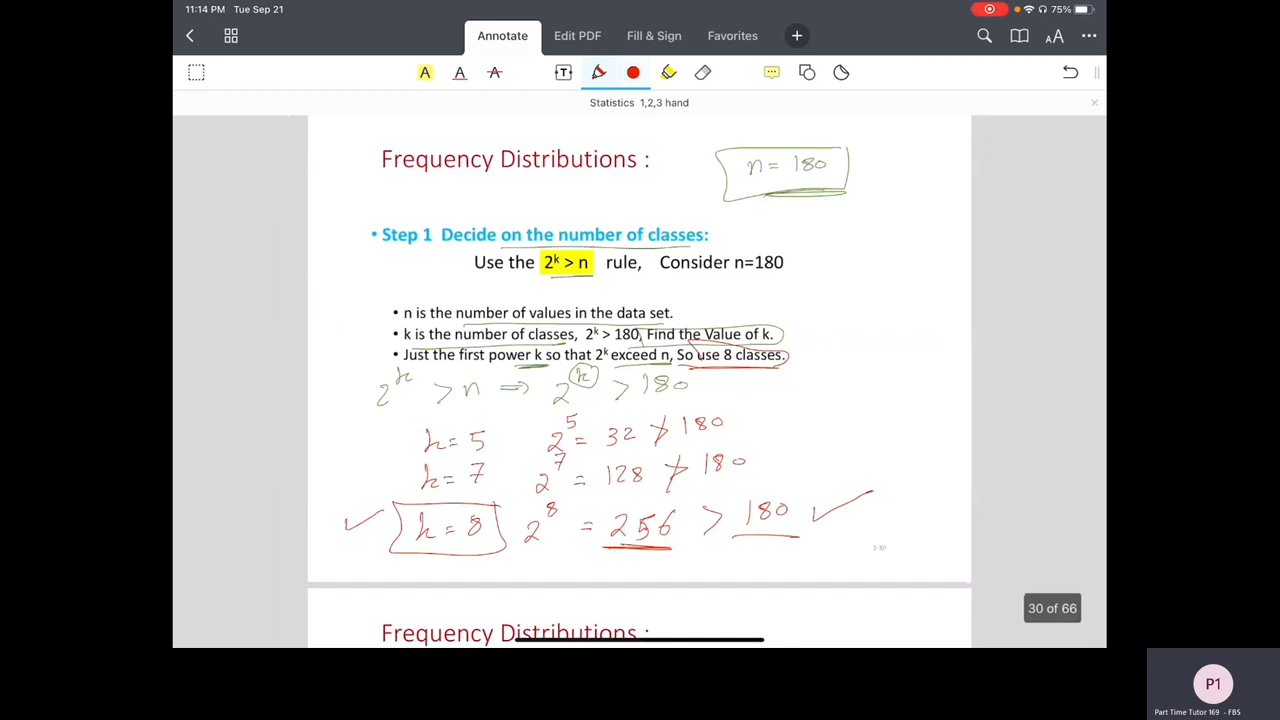 11:14 PM Tue Sep 21
75%
Annotate
Edit PDF
Fill & Sign
Favorites
A A A T AA
Statistics 1,2,3 hand
Frequency Distributions :
n = 180
• Step 1 Decide on the number of classes:
Use the 2ᵏ > n rule, Consider n=180
• n is the number of values in the data set.
• k is the number of classes, 2ᵏ > 180, Find the Value of k.
• Just the first power k so that 2ᵏ exceed n, So use 8 classes.
2ᵏ > n ⇒ 2ᵏ > 180
k = 5 2⁵ = 32 ≯ 180
k = 7 2⁷ = 128 ≯ 180
✓ k = 8 2⁸ = 256 > 180 ✓
2-30
30 of 66
Frequency Distributions :
P1
Part Time Tutor 169 - FBS